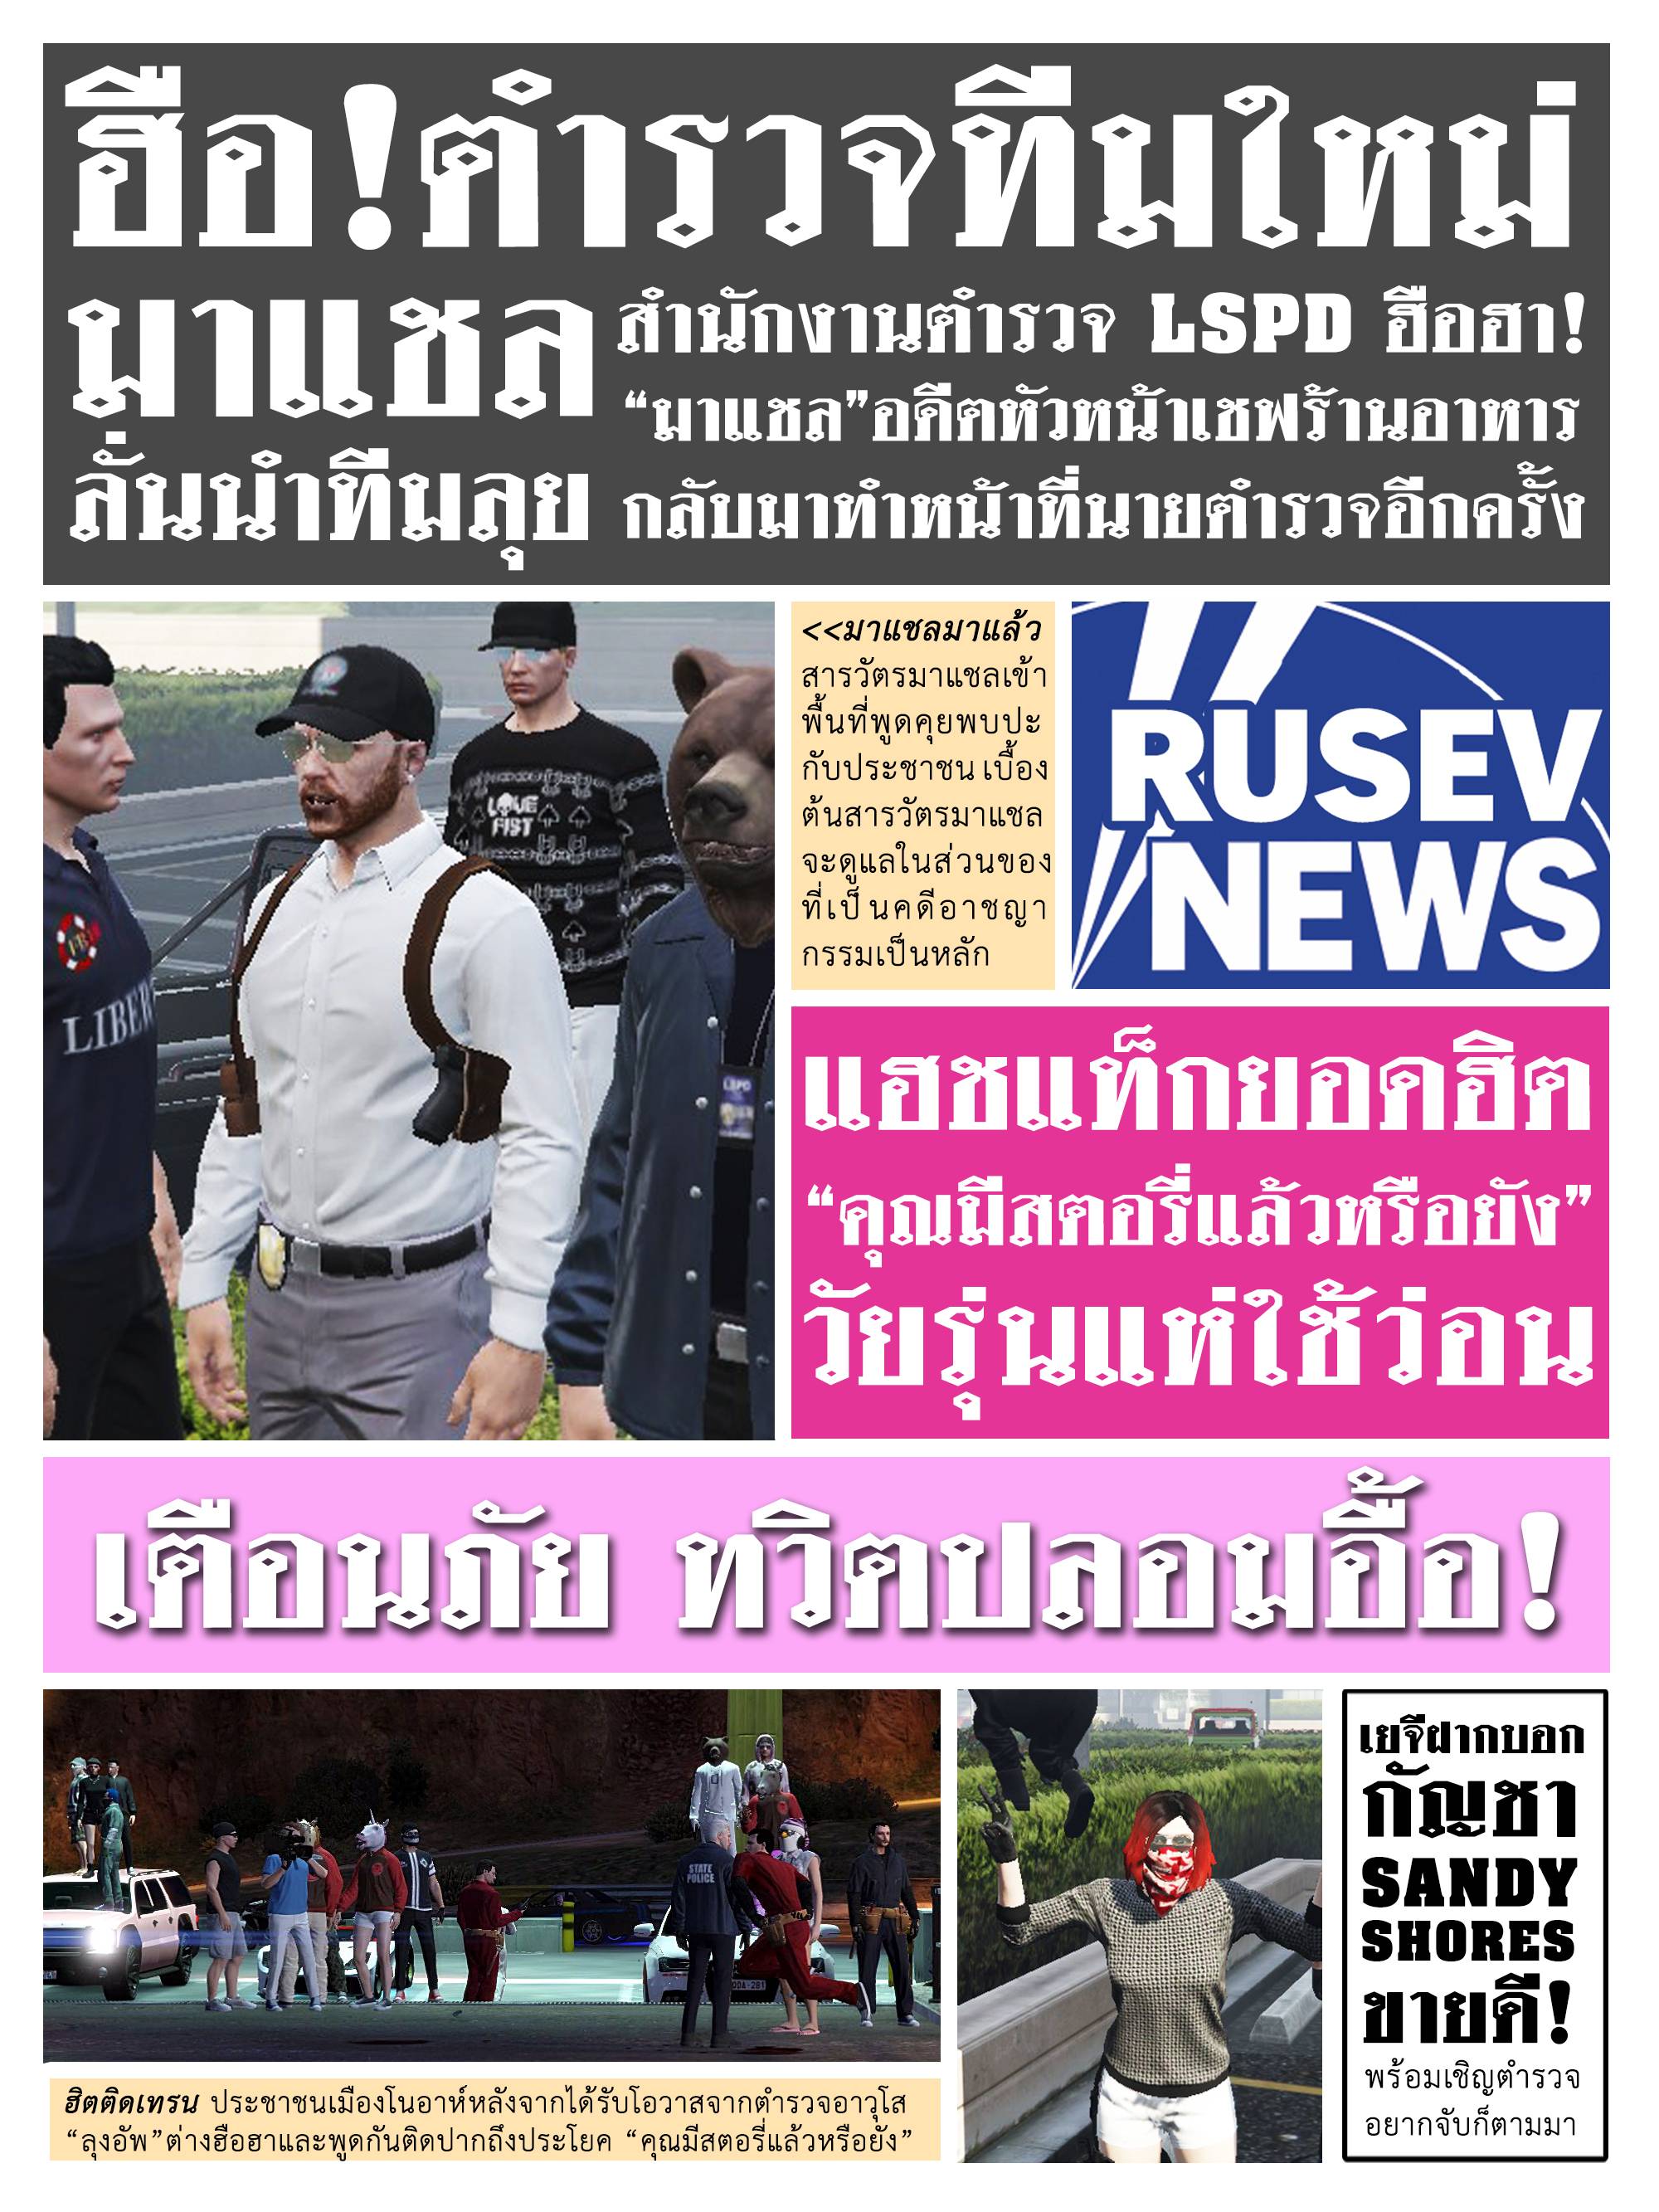 ฮือ!ตำรวจทีมใหม่
มาแชล
ลั่นนำทีมลุย
สำนักงานตำรวจ LSPD ฮือฮา!
“มาแชล”อดีตหัวหน้าเชฟร้านอาหาร
กลับมาทำหน้าที่นายตำรวจอีกครั้ง
LOVE
FIST
LIBER
LSPD
<<มาแชลมาแล้ว
สารวัตรมาแชลเข้า
พื้นที่พูดคุยพบปะ
กับประชาชน เบื้อง
ต้นสารวัตรมาแชล
จะดูแลในส่วนของ
ที่เป็นคดีอาชญา
กรรมเป็นหลัก
RUSEV
NEWS
แฮชแท็กยอดฮิต
“คุณมีสตอรี่แล้วหรือยัง”
วัยรุ่นแห่ใช้ว่อน
เตือนภัย ทวิตปลอมอื้อ!
STATE
POLICE
ฮิตติดเทรน ประชาชนเมืองโนอาห์หลังจากได้รับโอวาสจากตำรวจอาวุโส
“ลุงอัพ”ต่างฮือฮาและพูดกันติดปากถึงประโยค “คุณมีสตอรี่แล้วหรือยัง”
เยจีฝากบอก
กัญชา
SANDY
SHORES
ขายดี!
พร้อมเชิญตำรวจ
อยากจับก็ตามมา